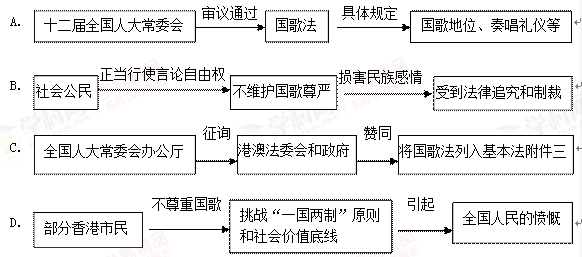 A. 十二届全国人大常委会 审议通过 国歌法 具体规定 国歌地位、奏唱礼仪等
B. 社会公民 正当行使言论自由权 不维护国歌尊严 损害民族感情 受到法律追究和制裁
C. 全国人大常委会办公厅 征询 港澳法委会和政府 赞同 将国歌法列入基本法附件三
D. 部分香港市民 不尊重国歌 挑战“一国两制”原则
和社会价值底线 引起 全国人民的愤慨